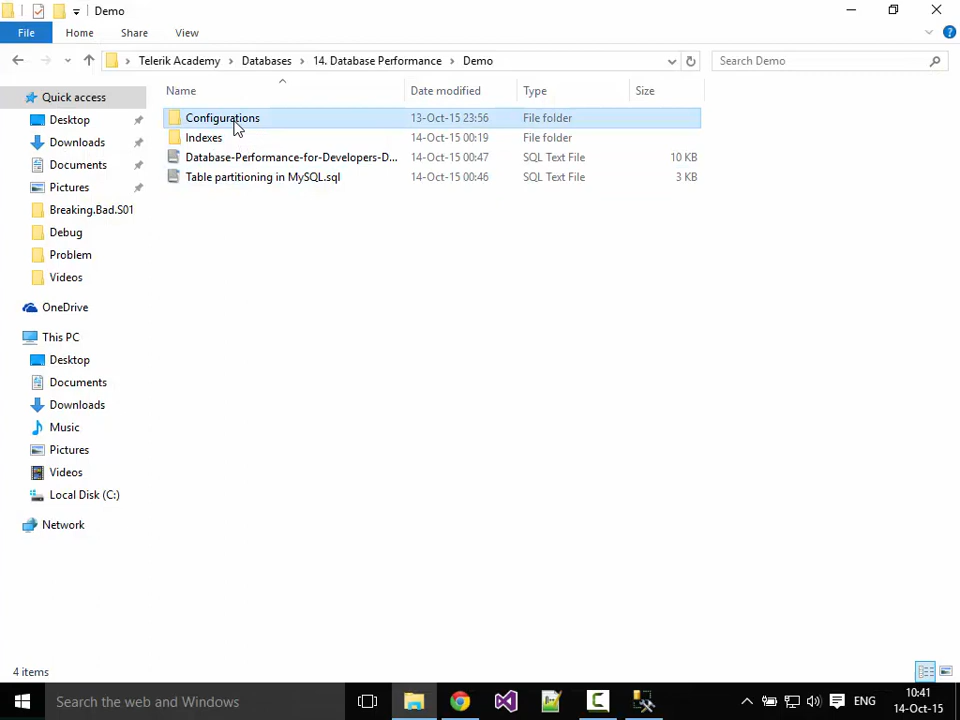 Demo
File Home Share View
Telerik Academy Databases 14. Database Performance Demo
Search Demo
Name Date modified Type Size
Configurations 13-Oct-15 23:56 File folder
Indexes 14-Oct-15 00:19 File folder
Database-Performance-for-Developers-D... 14-Oct-15 00:47 SQL Text File 10 KB
Table partitioning in MySQL.sql 14-Oct-15 00:46 SQL Text File 3 KB
Quick access
Desktop
Downloads
Documents
Pictures
Breaking.Bad.S01
Debug
Problem
Videos
OneDrive
This PC
Desktop
Documents
Downloads
Music
Pictures
Videos
Local Disk (C:)
Network
4 items
Search the web and Windows
ENG
10:41
14-Oct-15